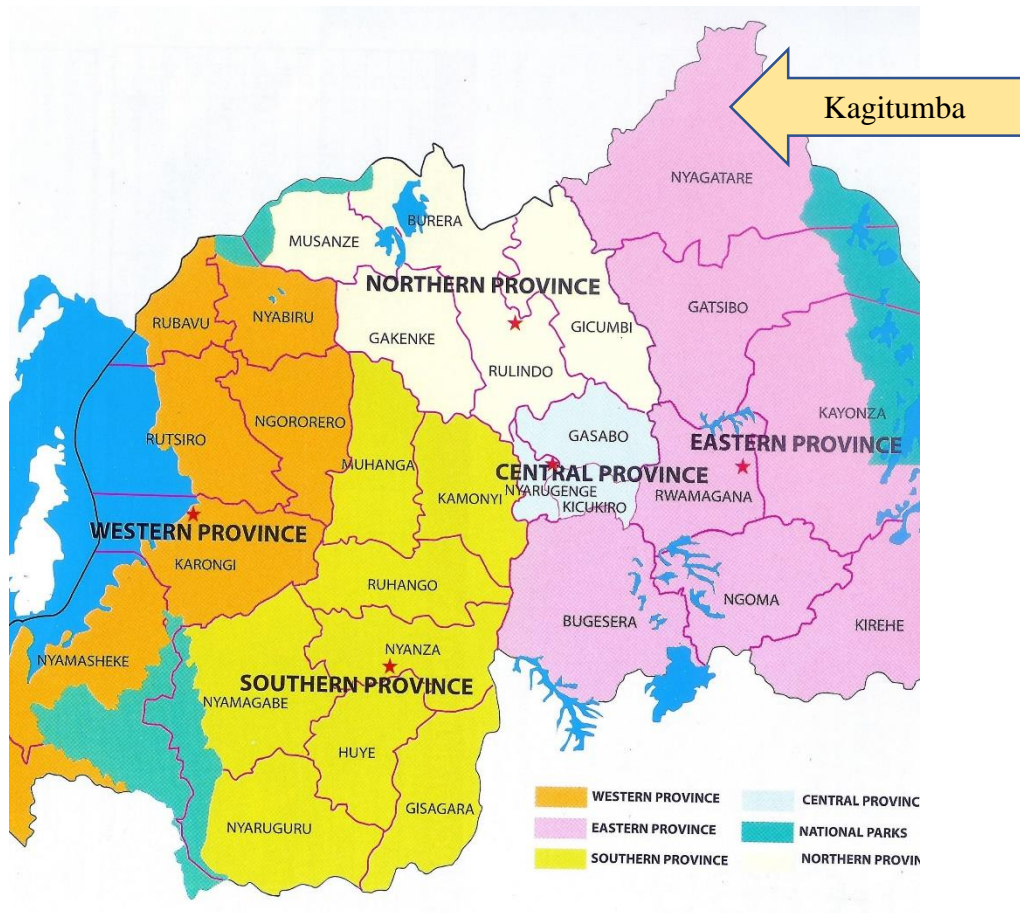 Kagitumba
NYAGATARE
BURERA
MUSANZE
NORTHERN PROVINCE
GATSIBO
NYABIRU
RUBAVU
GICUMBI
GAKENKE
RULINDO
KAYONZA
NGORORERO
GASABO
RUTSIRO
EASTERN PROVINCE
MUHANGA
CENTRAL PROVINCE
KAMONYI
NYARUGENGE
RWAMAGANA
KICUKIRO
WESTERN PROVINCE
KARONGI
RUHANGO
NGOMA
BUGESERA
KIREHE
NYANZA
NYAMASHEKE
SOUTHERN PROVINCE
NYAMAGABE
HUYE
GISAGARA
NYARUGURU
WESTERN PROVINCE
CENTRAL PROVINC
EASTERN PROVINCE
NATIONAL PARKS
SOUTHERN PROVINCE
NORTHERN PROVIN